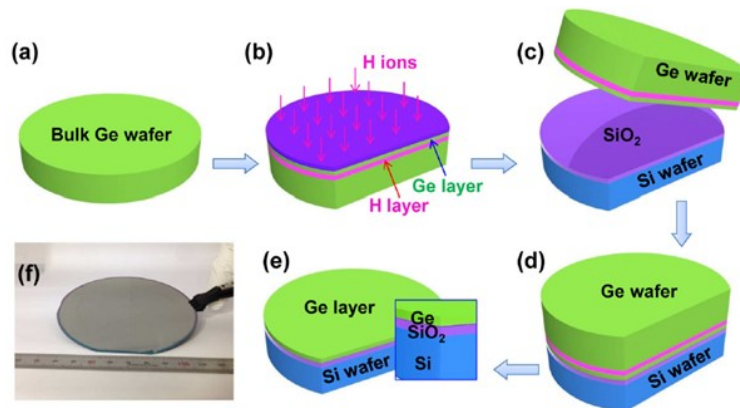 (a)
Bulk Ge wafer
(b)
H ions
Ge layer
H layer
(c)
Ge wafer
SiO₂
Si wafer
(d)
Ge wafer
Si wafer
(e)
Ge layer
Si wafer
Ge
SiO₂
Si
(f)